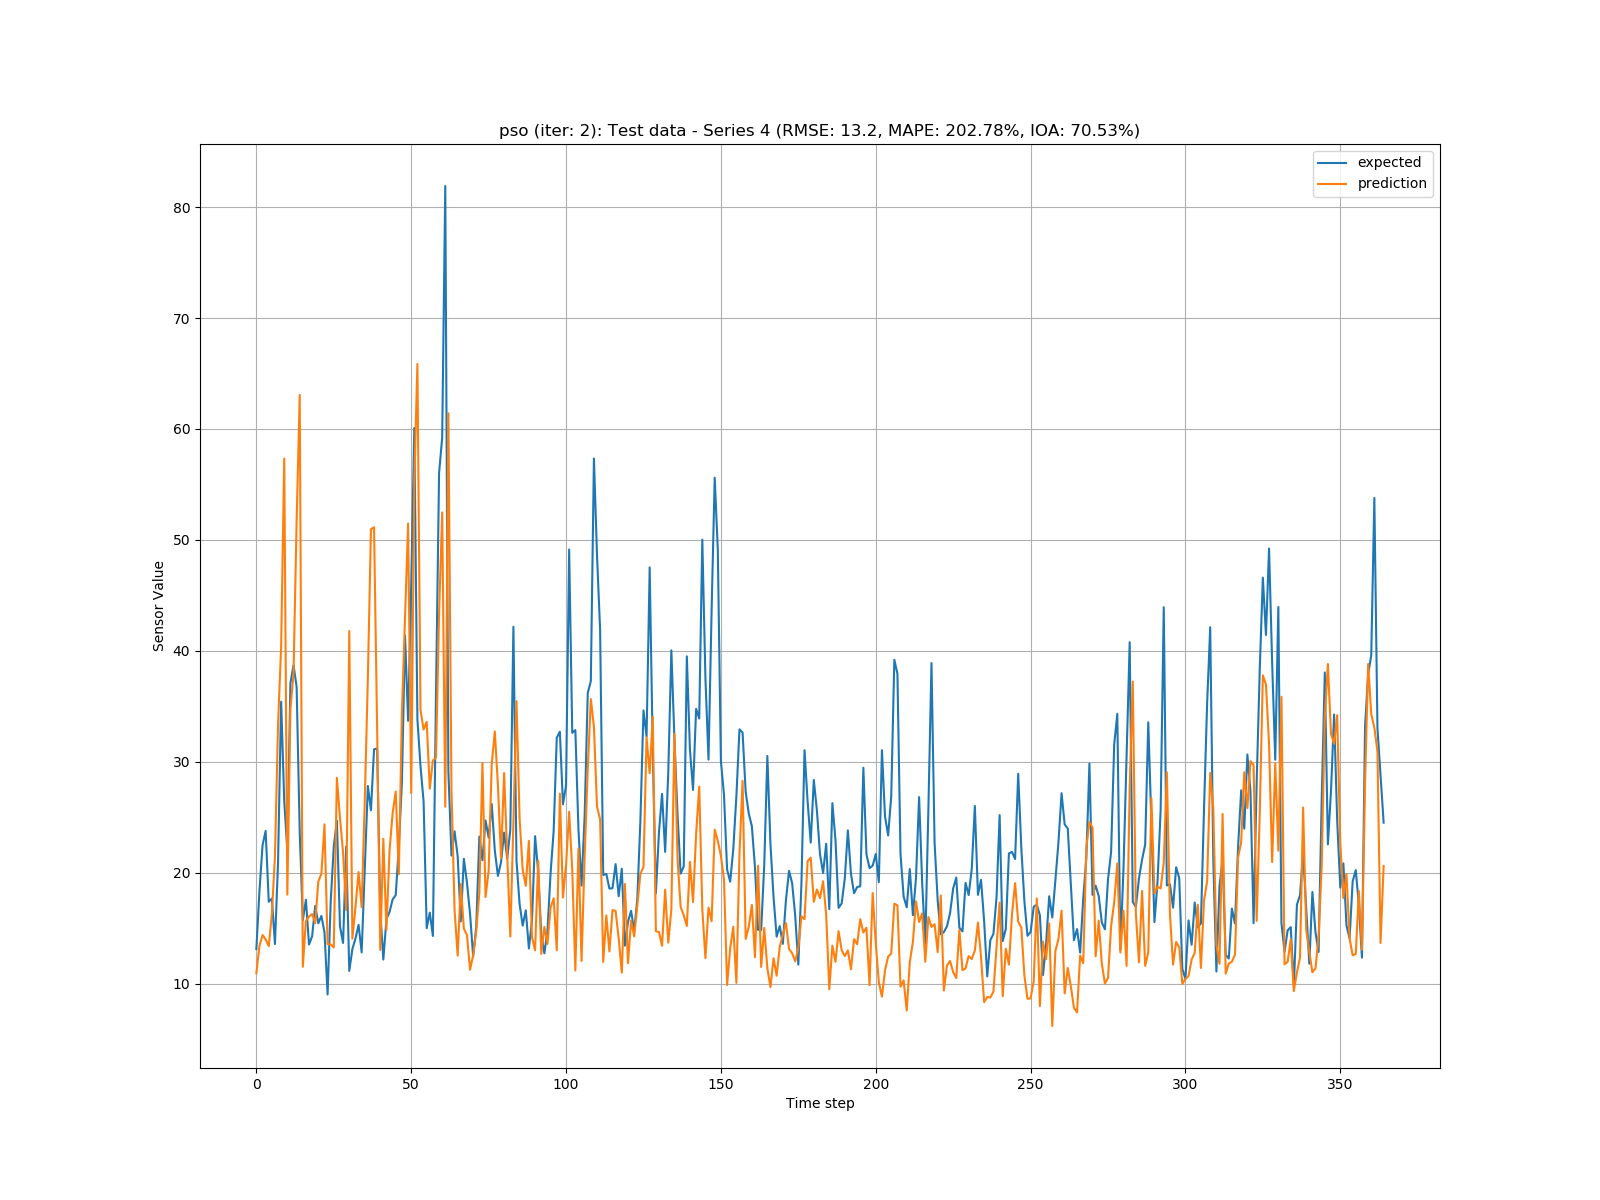 pso (iter: 2): Test data - Series 4 (RMSE: 13.2, MAPE: 202.78%, IOA: 70.53%)
expected
prediction
80
70
60
50
40
30
20
10
Sensor Value
0 50 100 150 200 250 300 350
Time step